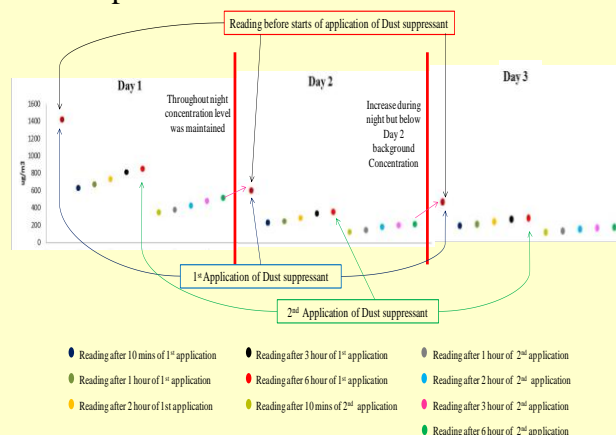 Reading before starts of application of Dust suppressant
Day 1
Day 2
Day 3
Throughout night
concentration level
was maintained
Increase during
night but below
Day 2
background
Concentration
ug/m3
1600
1400
1200
1000
800
600
400
200
0
1st Application of Dust suppressant
2nd Application of Dust suppressant
Reading after 10 mins of 1st application
Reading after 1 hour of 1st application
Reading after 2 hour of 1st application
Reading after 3 hour of 1st application
Reading after 6 hour of 1st application
Reading after 10 mins of 2nd application
Reading after 1 hour of 2nd application
Reading after 2 hour of 2nd application
Reading after 3 hour of 2nd application
Reading after 6 hour of 2nd application